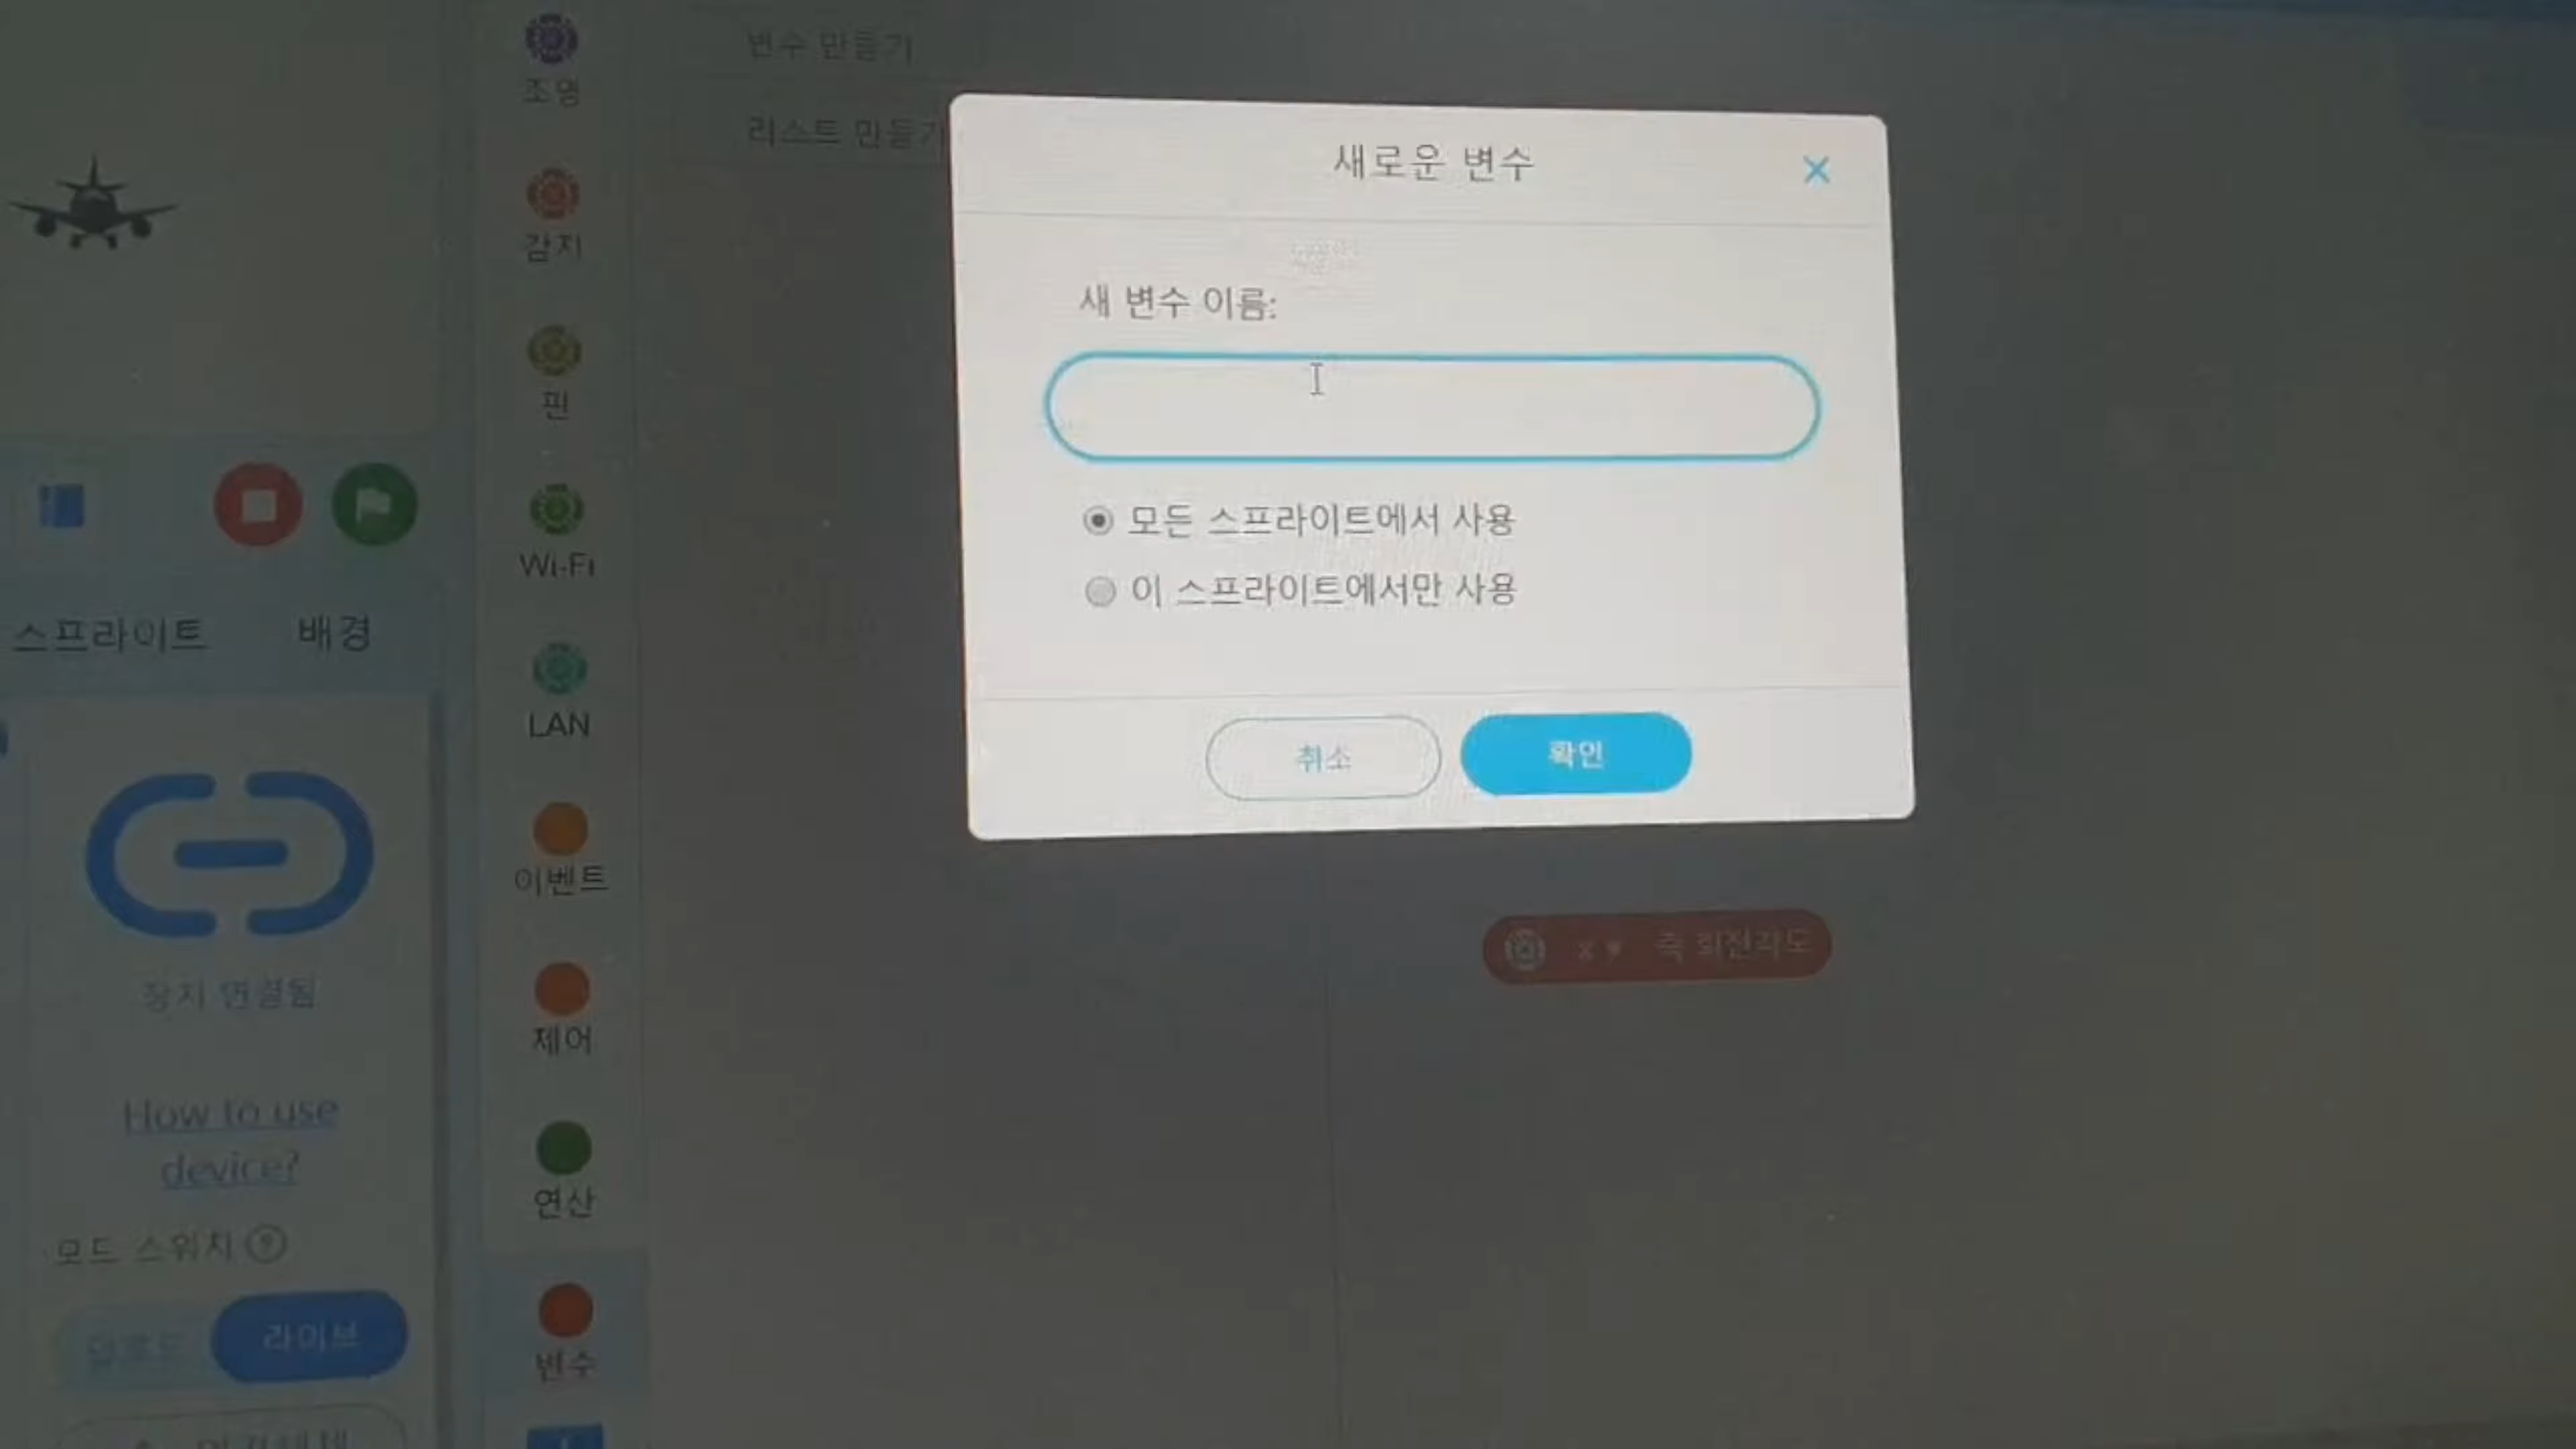 조명
감지
핀
Wi-Fi
LAN
이벤트
제어
연산
변수
변수 만들기
리스트 만들기
새로운 변수
새 변수 이름:
모든 스프라이트에서 사용
이 스프라이트에서만 사용
취소
확인
x
축 회전각도
스프라이트
배경
장치 연결됨
How to use
device?
모드 스위치
업로드
라이브